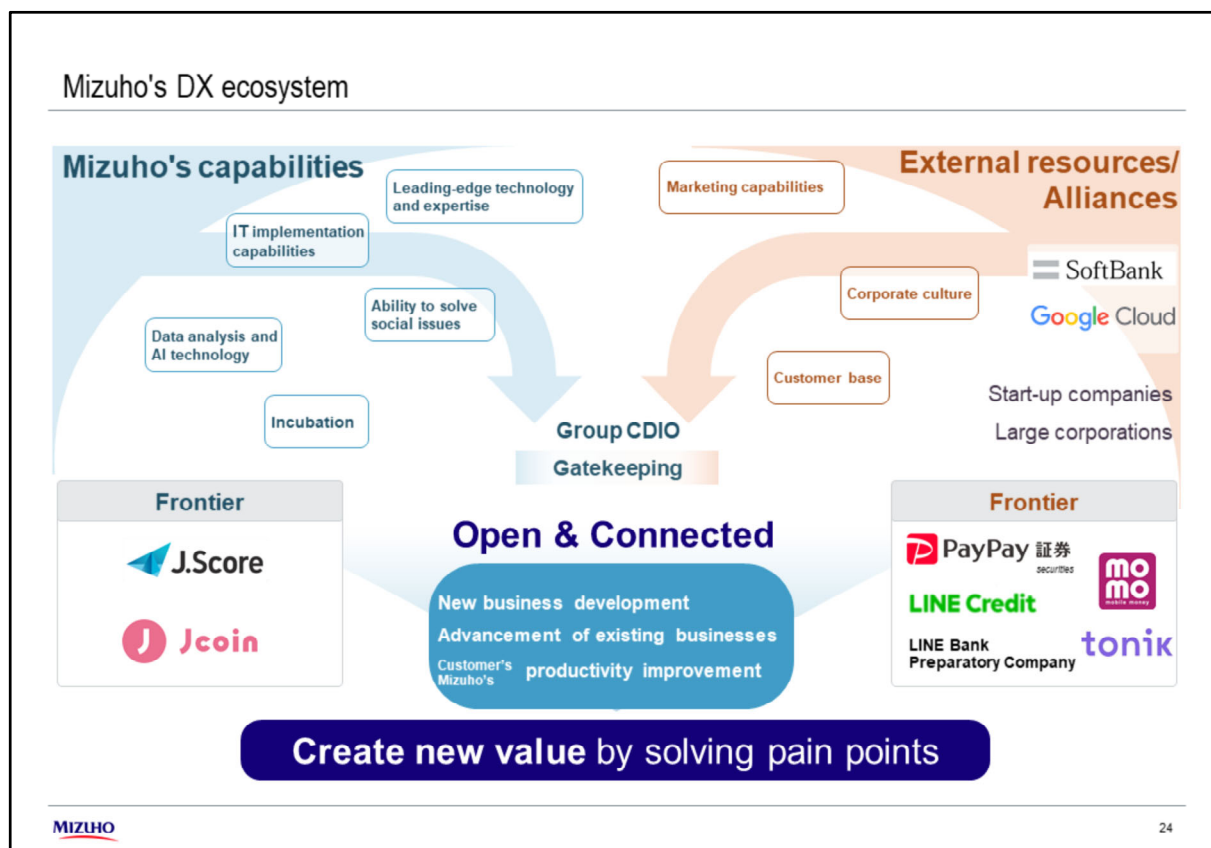 Mizuho's DX ecosystem
Mizuho's capabilities
Leading-edge technology
and expertise
IT implementation
capabilities
Ability to solve
social issues
Data analysis and
AI technology
Incubation
External resources/
Alliances
Marketing capabilities
Corporate culture
Customer base
SoftBank
Google Cloud
Start-up companies
Large corporations
Group CDIO
Gatekeeping
Frontier
J.Score
J
Jcoin
Open & Connected
New business development
Advancement of existing businesses
Customer's
Mizuho's
productivity improvement
Frontier
PayPay 証券
securities
mo
mo
mobile money
LINE Credit
LINE Bank
Preparatory Company
tonik
Create new value by solving pain points
MIZUHO
24